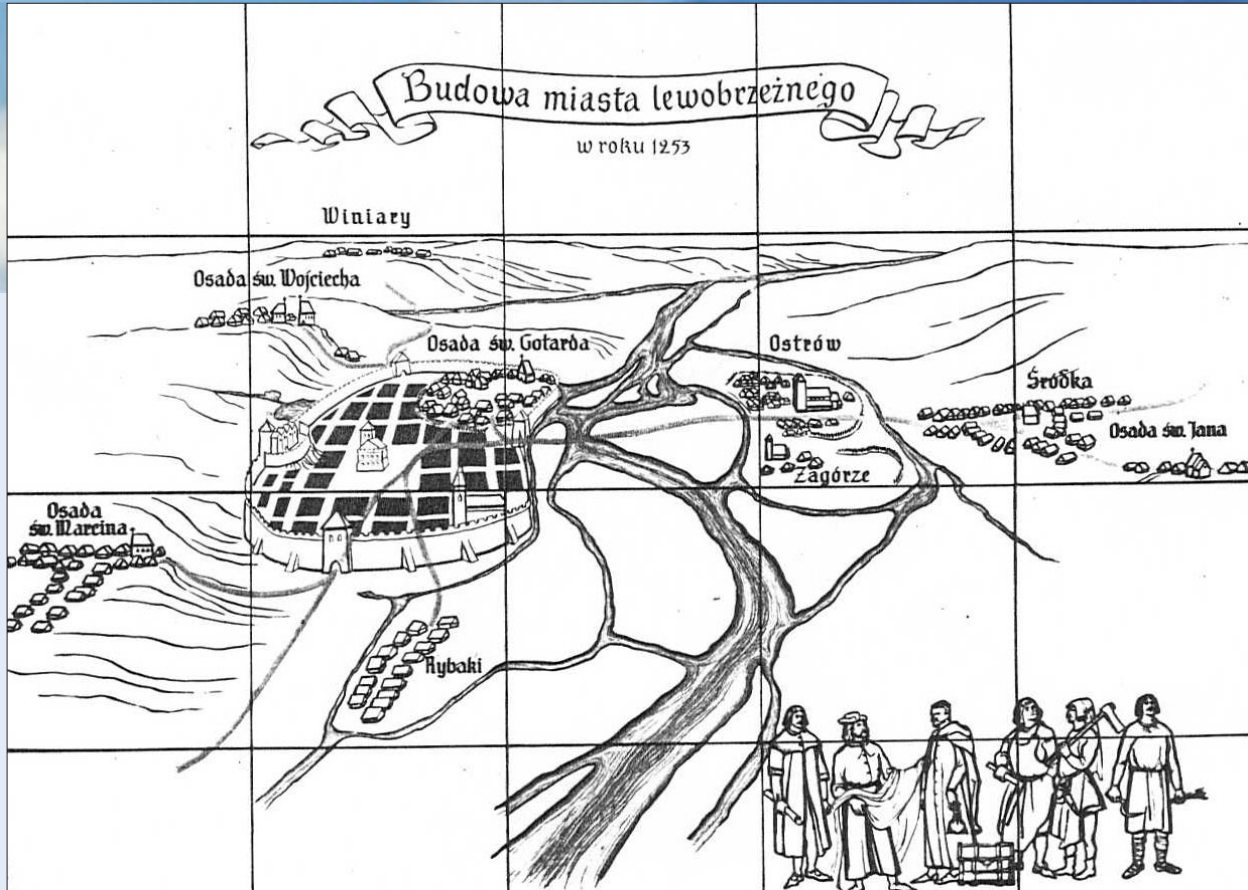 Budowa miasta lewobrzeżnego
w roku 1253
Winiary
Osada św. Wojciecha
Osada św. Gotarda
Ostrów
Śródka
Osada św. Jana
Zagórze
Osada
św. Marcina
Rybaki